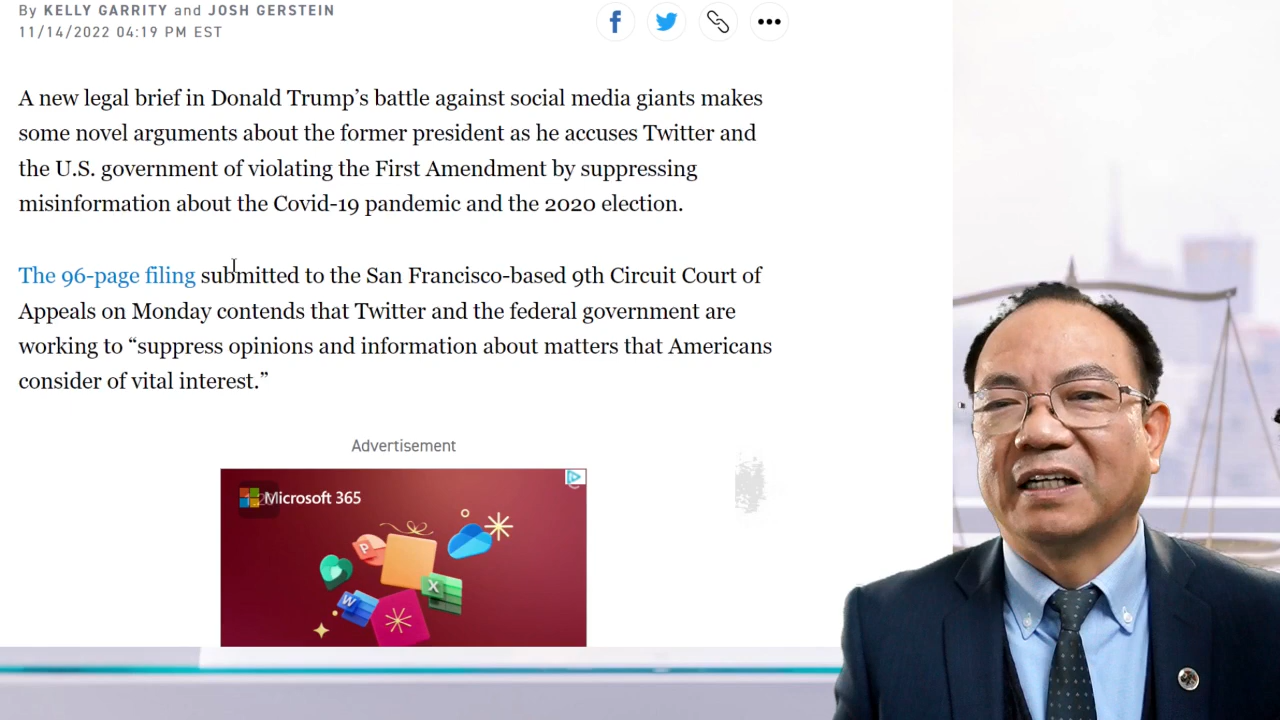 By KELLY GARRITY and JOSH GERSTEIN
11/14/2022 04:19 PM EST
A new legal brief in Donald Trump’s battle against social media giants makes
some novel arguments about the former president as he accuses Twitter and
the U.S. government of violating the First Amendment by suppressing
misinformation about the Covid-19 pandemic and the 2020 election.
The 96-page filing submitted to the San Francisco-based 9th Circuit Court of
Appeals on Monday contends that Twitter and the federal government are
working to “suppress opinions and information about matters that Americans
consider of vital interest.”
Advertisement
Microsoft 365
P
X
W